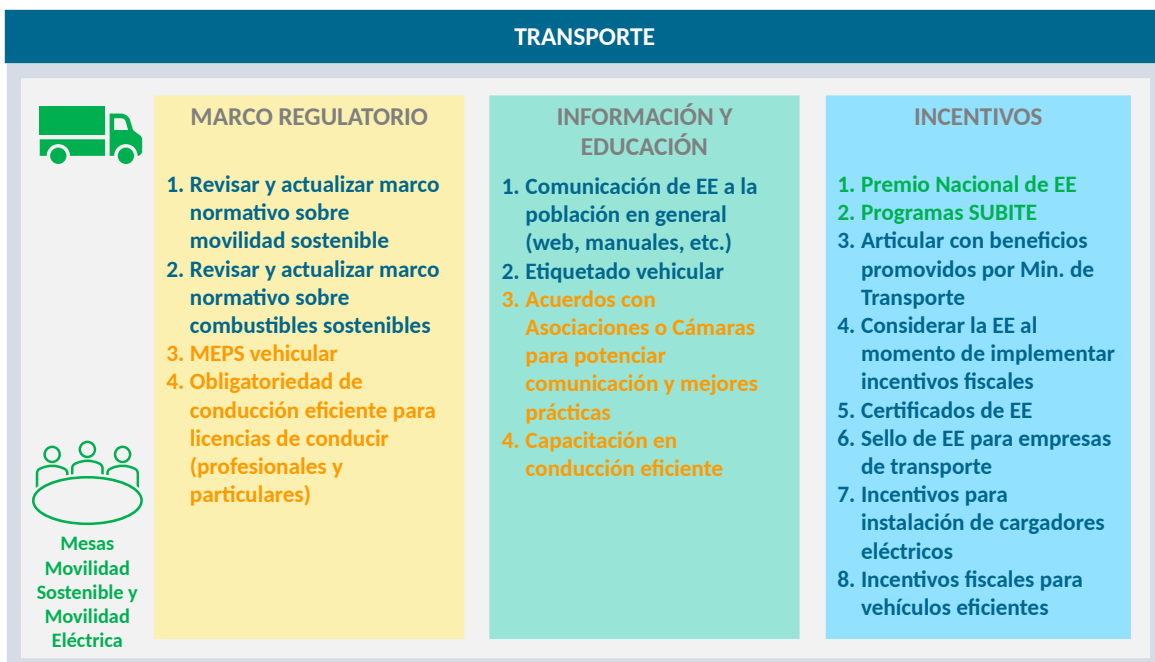 TRANSPORTE
MARCO REGULATORIO
1. Revisar y actualizar marco
normativo sobre
movilidad sostenible
2. Revisar y actualizar marco
normativo sobre
combustibles sostenibles
3. MEPS vehicular
4. Obligatoriedad de
conducción eficiente para
licencias de conducir
(profesionales y
particulares)
INFORMACIÓN Y
EDUCACIÓN
1. Comunicación de EE a la
población en general
(web, manuales, etc.)
2. Etiquetado vehicular
3. Acuerdos con
Asociaciones o Cámaras
para potenciar
comunicación y mejores
prácticas
4. Capacitación en
conducción eficiente
INCENTIVOS
1. Premio Nacional de EE
2. Programas SUBITE
3. Articular con beneficios
promovidos por Min. de
Transporte
4. Considerar la EE al
momento de implementar
incentivos fiscales
5. Certificados de EE
6. Sello de EE para empresas
de transporte
7. Incentivos para
instalación de cargadores
eléctricos
8. Incentivos fiscales para
vehículos eficientes
Mesas
Movilidad
Sostenible y
Movilidad
Eléctrica